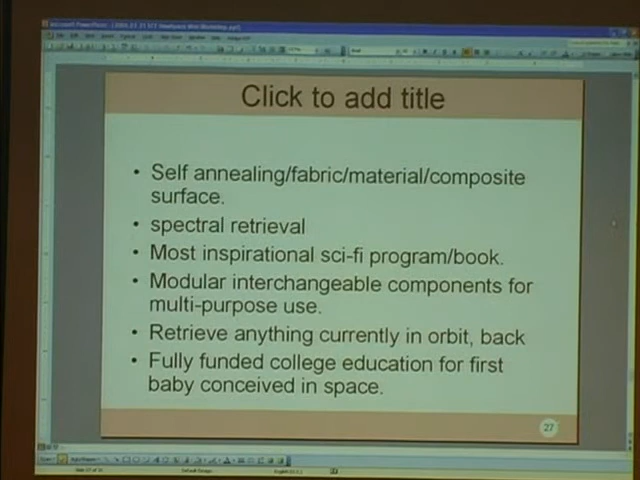 Click to add title
• Self annealing/fabric/material/composite
surface.
• spectral retrieval
• Most inspirational sci-fi program/book.
• Modular interchangeable components for
multi-purpose use.
• Retrieve anything currently in orbit, back
• Fully funded college education for first
baby conceived in space.
27